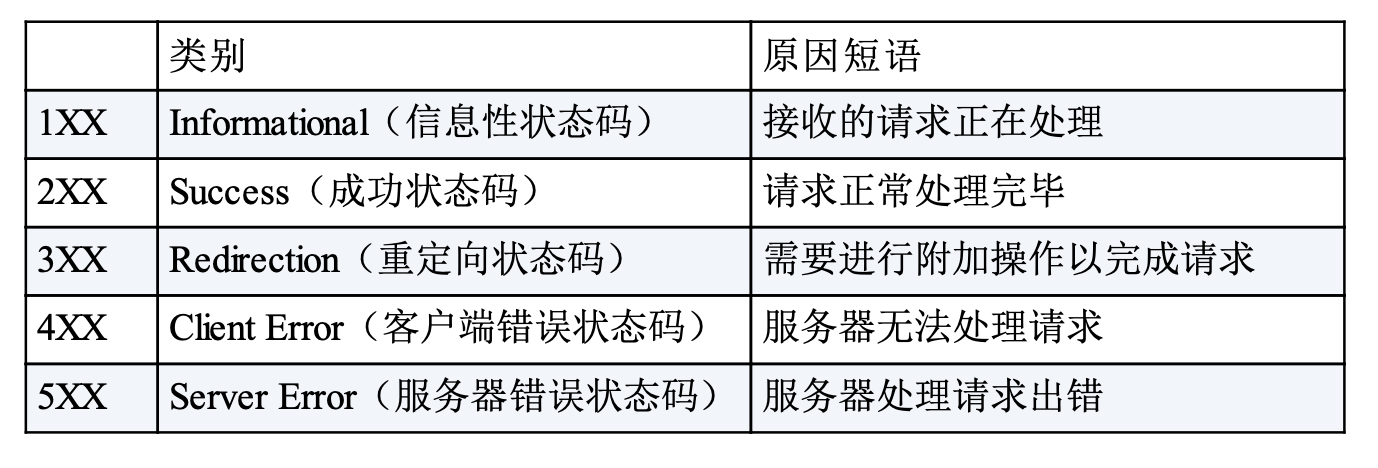 类别 原因短语
1XX Informational（信息性状态码） 接收的请求正在处理
2XX Success（成功状态码） 请求正常处理完毕
3XX Redirection（重定向状态码） 需要进行附加操作以完成请求
4XX Client Error（客户端错误状态码） 服务器无法处理请求
5XX Server Error（服务器错误状态码） 服务器处理请求出错